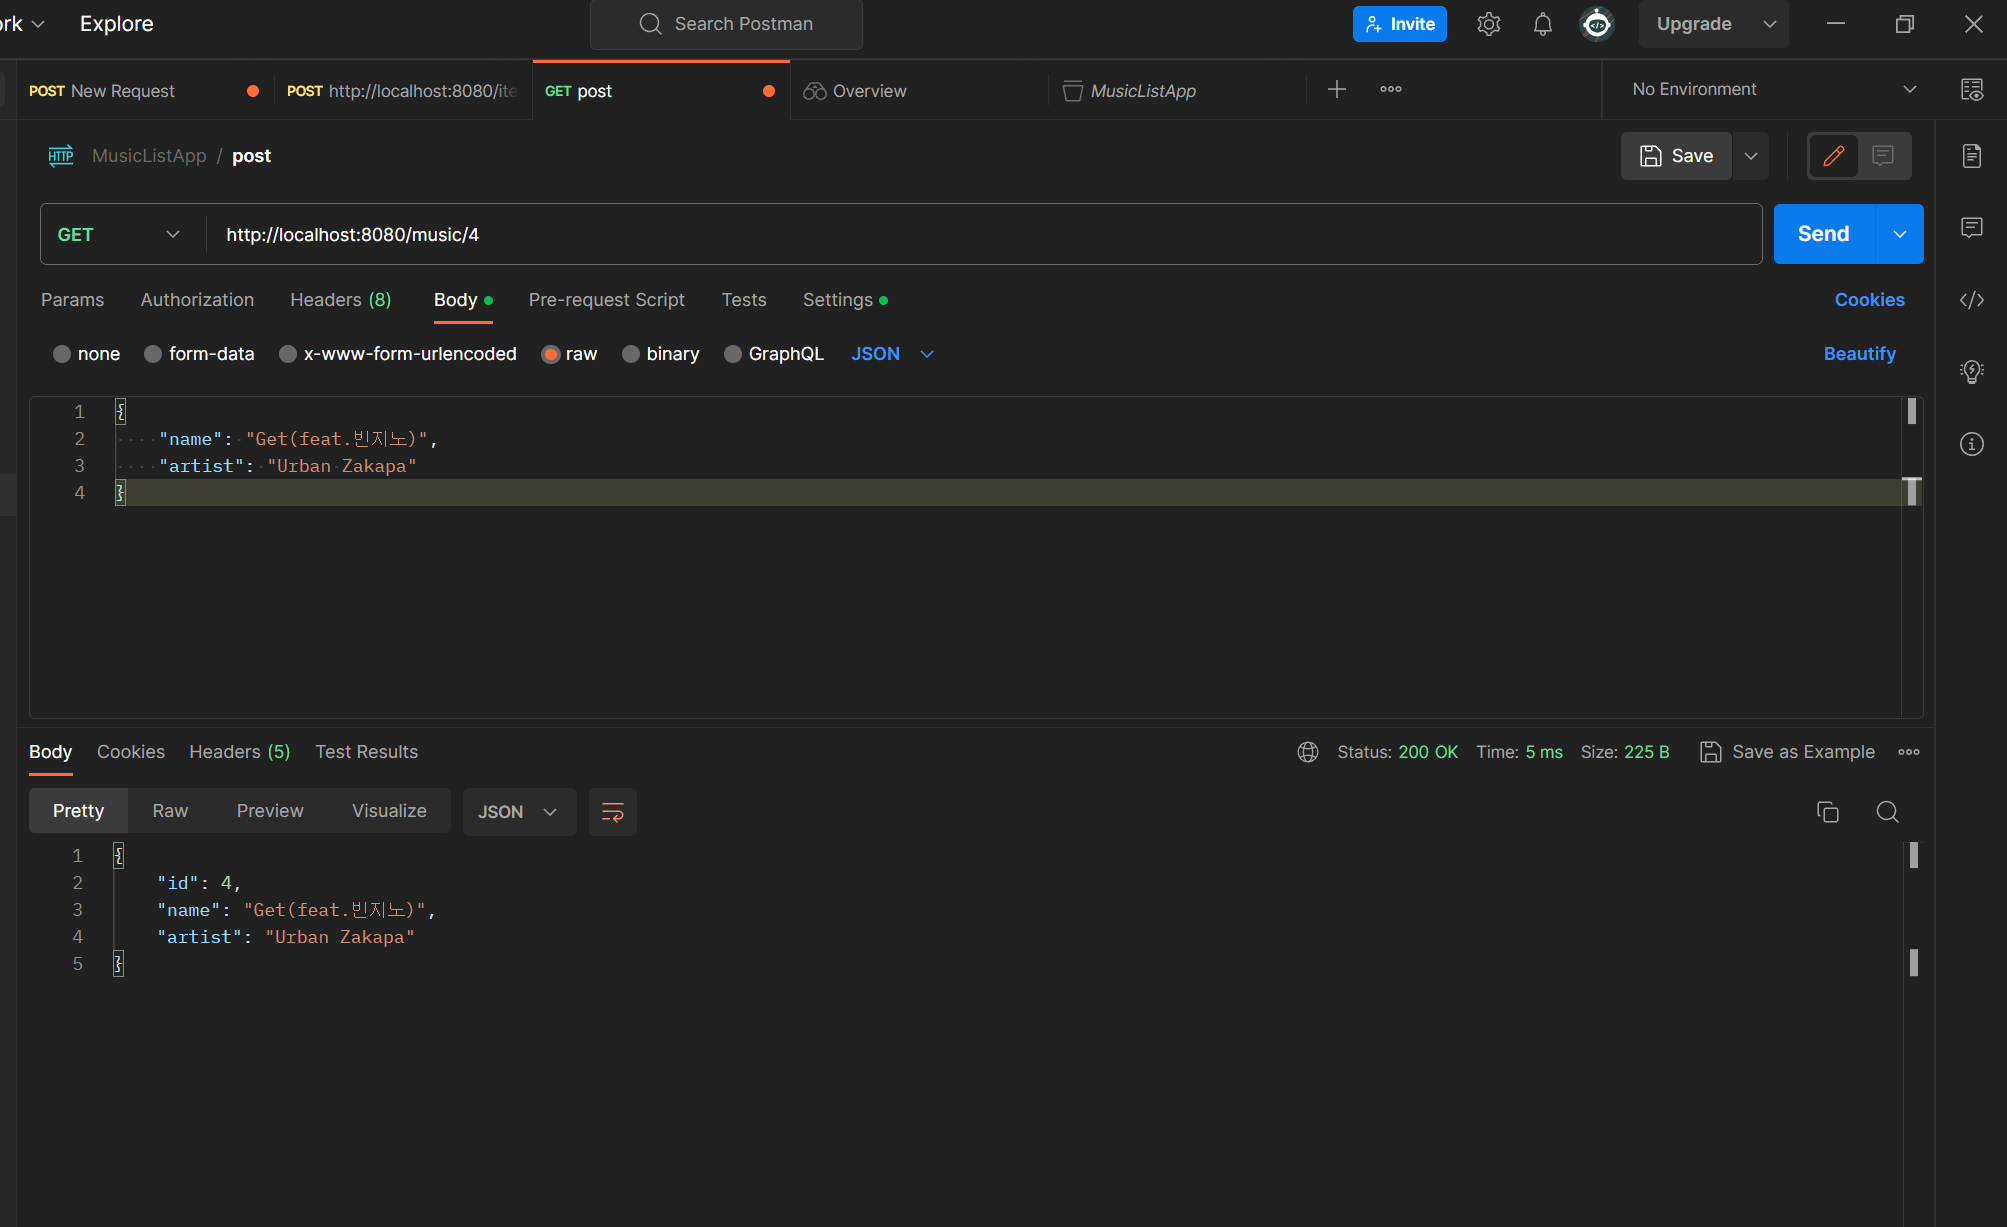 ork Explore Search Postman Invite Upgrade
POST New Request POST http://localhost:8080/ite GET post Overview MusicListApp No Environment
HTTP MusicListApp / post Save
GET http://localhost:8080/music/4 Send
Params Authorization Headers (8) Body Pre-request Script Tests Settings Cookies
none form-data x-www-form-urlencoded raw binary GraphQL JSON Beautify
1 {
2 "name": "Get(feat.빈지노)",
3 "artist": "Urban Zakapa"
4 }
Body Cookies Headers (5) Test Results Status: 200 OK Time: 5 ms Size: 225 B Save as Example
Pretty Raw Preview Visualize JSON
1 {
2 "id": 4,
3 "name": "Get(feat.빈지노)",
4 "artist": "Urban Zakapa"
5 }